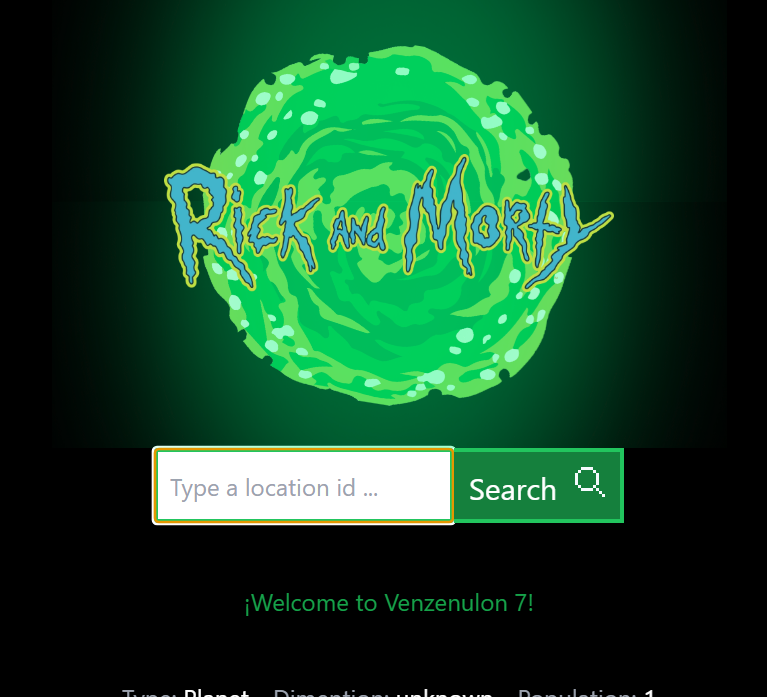 Rick and Morty
Type a location id ...
Search
¡Welcome to Venzenulon 7!
Type: Planet Dimention: unknown Population: 1